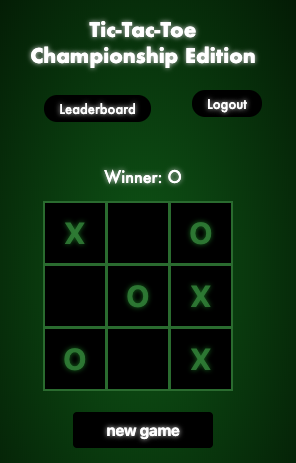 Tic-Tac-Toe
Championship Edition
Leaderboard Logout
Winner: O
X O
O X
O X
new game